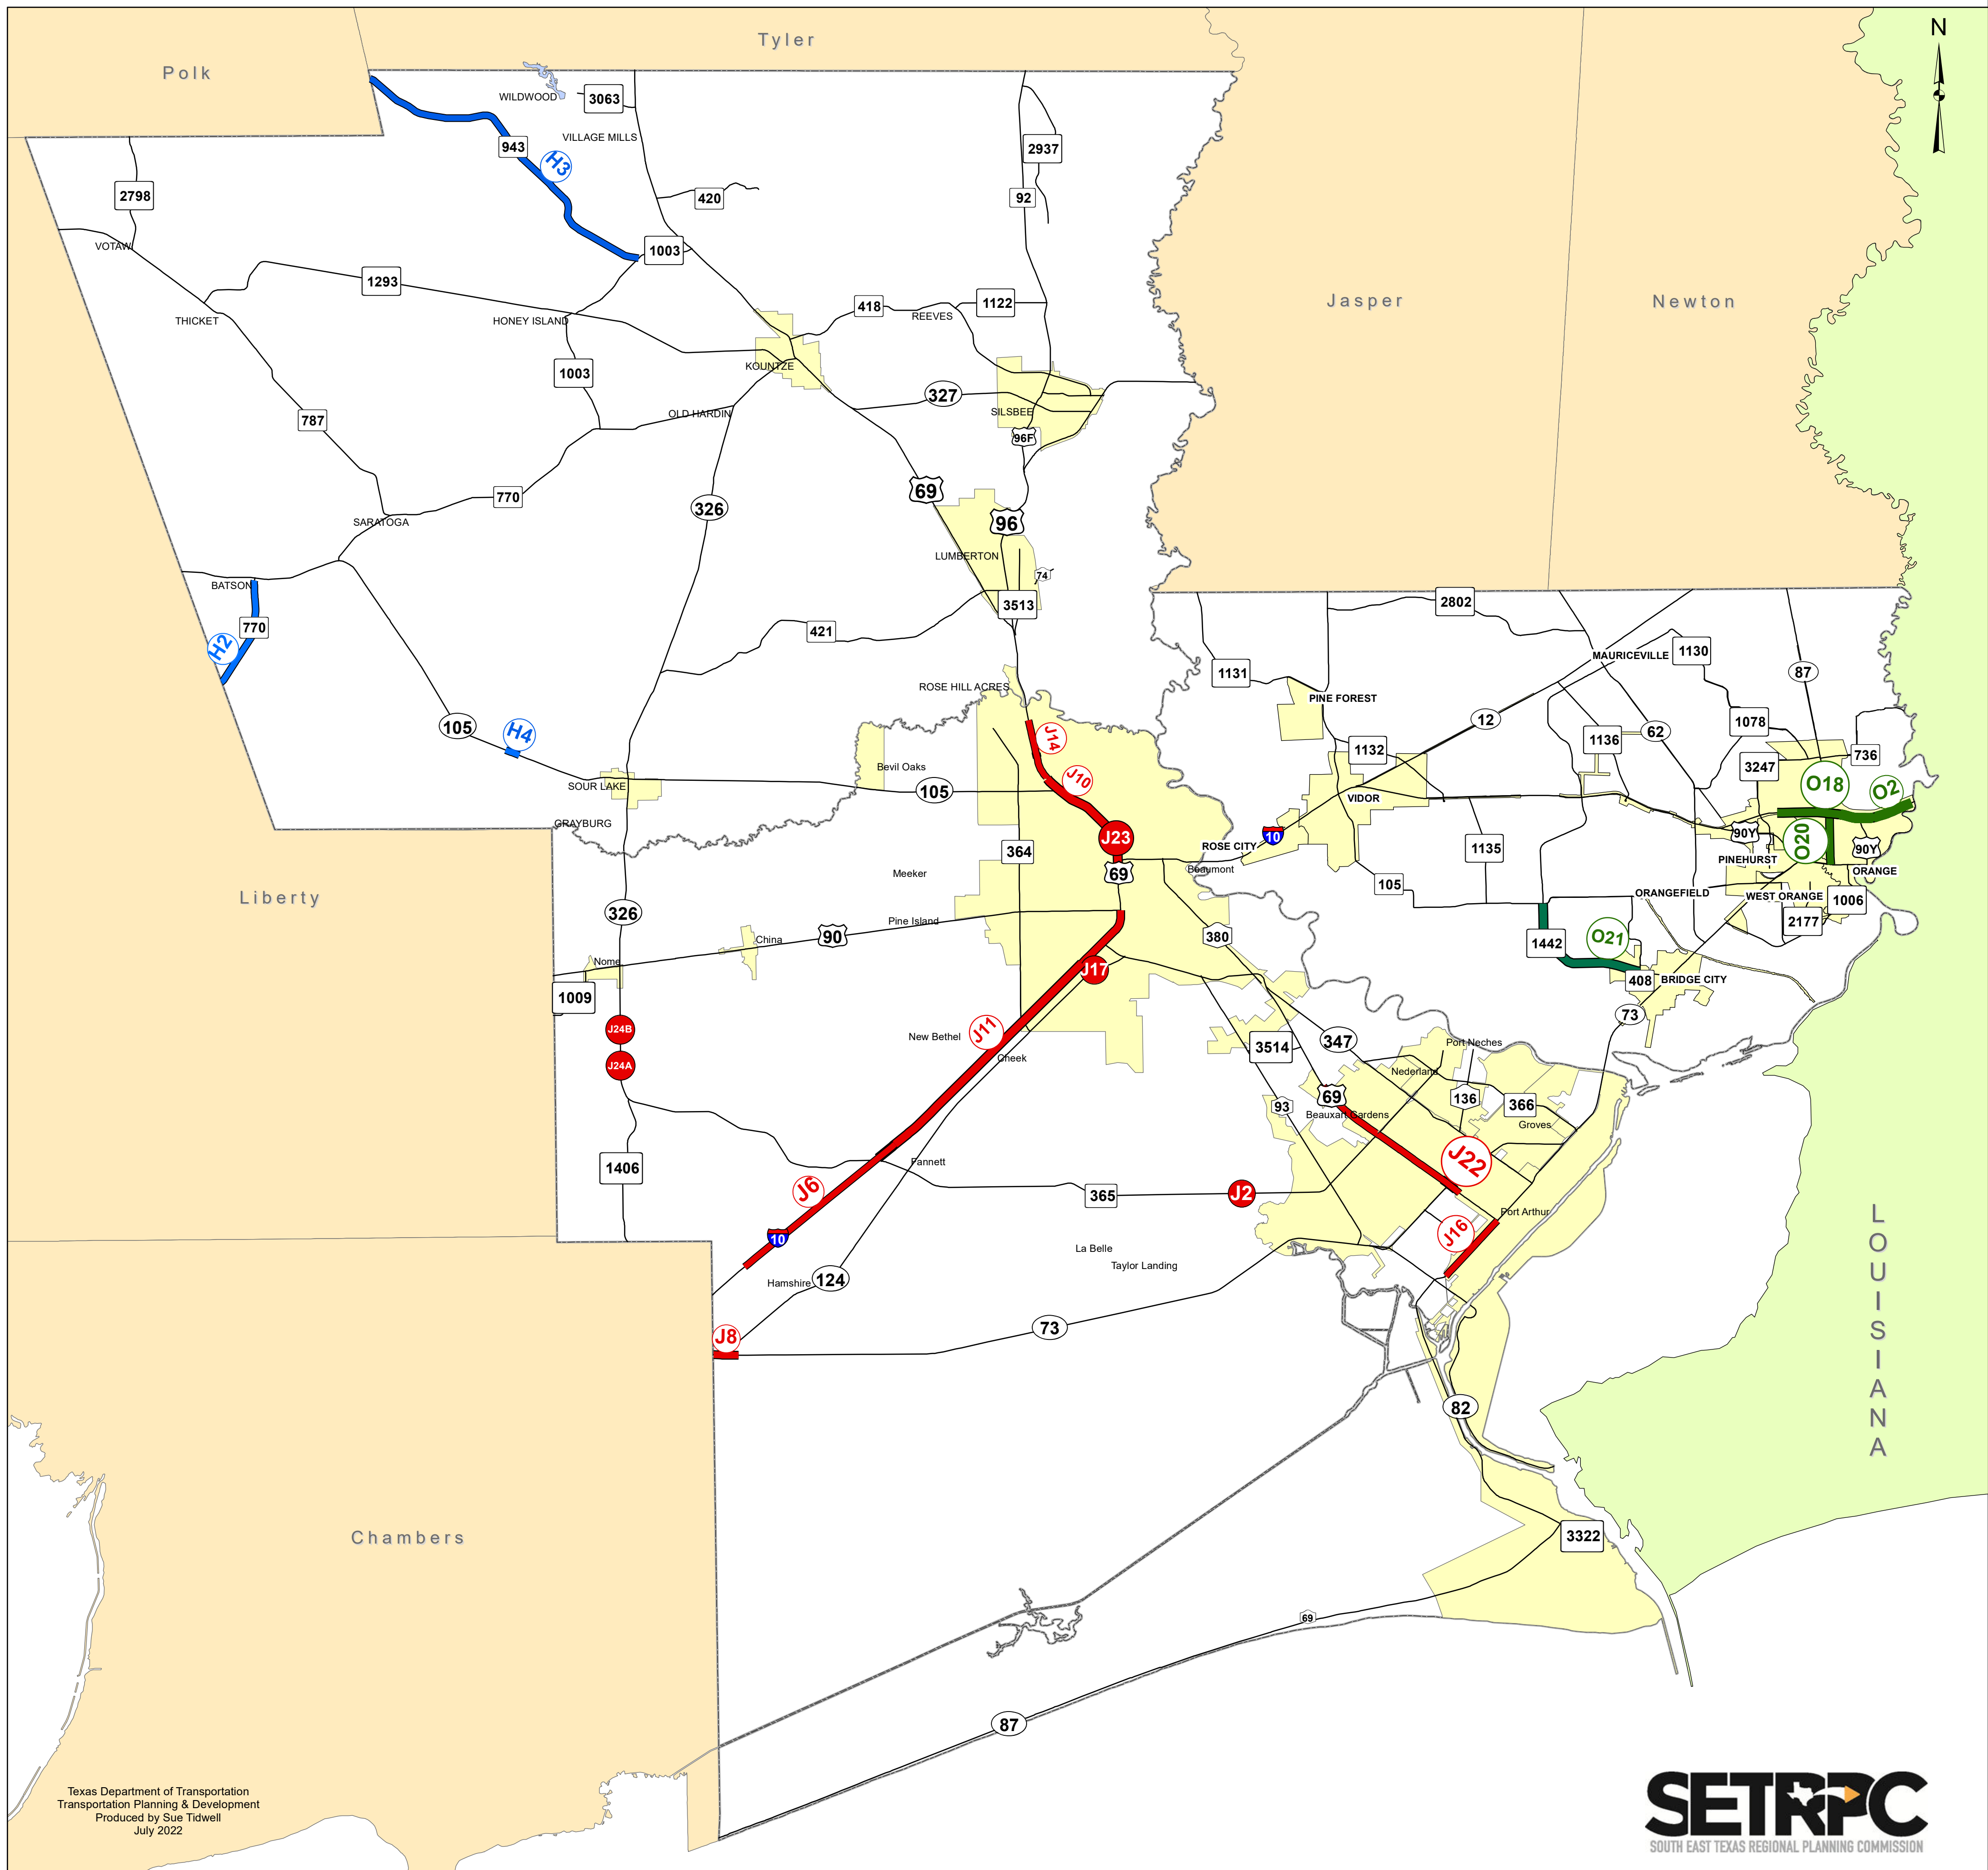 Polk
Tyler
N
WILDWOOD
3063
VILLAGE MILLS
943
H3
2937
2798
420
92
VOTAW
1003
1293
Jasper
Newton
THICKET
HONEY ISLAND
418
REEVES
1122
KOUNTZE
1003
327
OLD HARDIN
SILSBEE
787
96F
69
770
326
SARATOGA
96
LUMBERTON
74
BATSON
3513
2802
770
421
H2
MAURICEVILLE
1130
1131
87
ROSE HILL ACRES
PINE FOREST
105
H4
J14
12
62
1078
1132
1136
736
Bevil Oaks
J10
3247
O18
O2
SOUR LAKE
105
VIDOR
GRAYBURG
J23
10
90Y
O20
364
ROSE CITY
1135
90Y
PINEHURST
69
Beaumont
ORANGE
Meeker
105
ORANGEFIELD
WEST ORANGE
1006
Liberty
326
Pine Island
2177
90
China
380
1442
O21
Nome
J17
408
BRIDGE CITY
1009
73
J24B
New Bethel
J11
3514
347
Port Neches
Cheek
J24A
Nederland
69
136
93
366
Beauxart Gardens
Groves
1406
Fannett
J22
J6
365
J2
Port Arthur
J16
10
La Belle
Taylor Landing
Hamshire
124
J8
73
LOUISIANA
82
Chambers
3322
69
87
Texas Department of Transportation
Transportation Planning & Development
Produced by Sue Tidwell
July 2022
SETRPC
SOUTH EAST TEXAS REGIONAL PLANNING COMMISSION